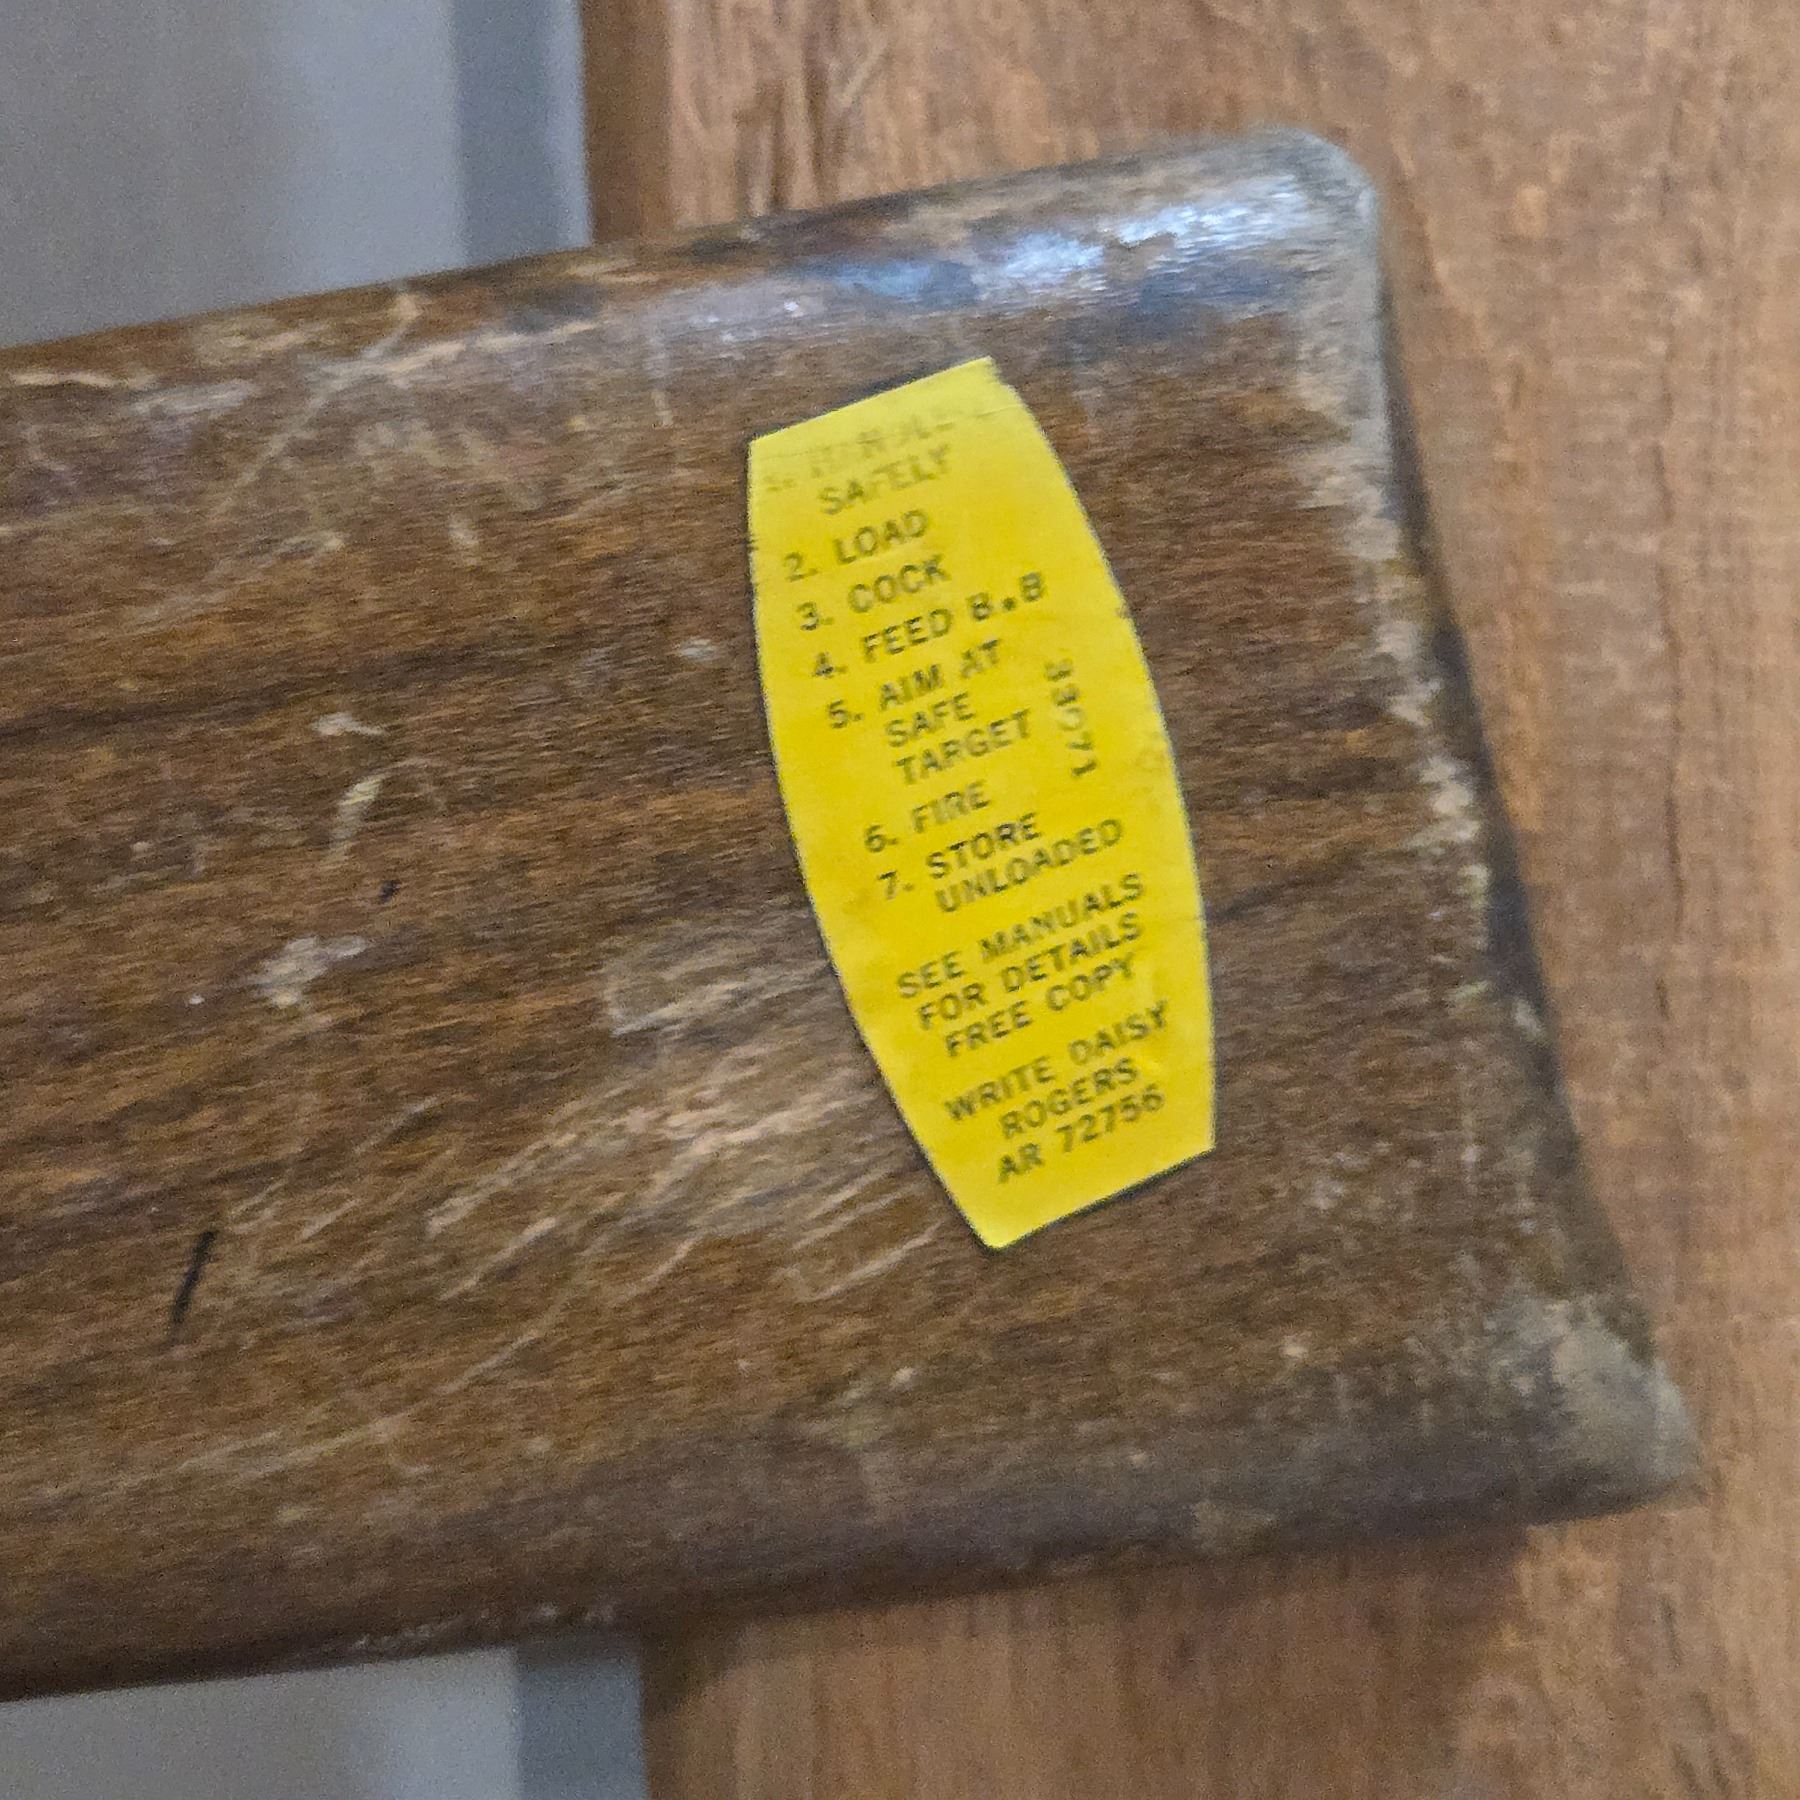 SAFELY
2. LOAD
3. COCK
4. FEED B.B
5. AIM AT
SAFE
TARGET
6. FIRE
7. STORE
UNLOADED
SEE MANUALS
FOR DETAILS
FREE COPY
WRITE DAISY
ROGERS
AR 72756
33071